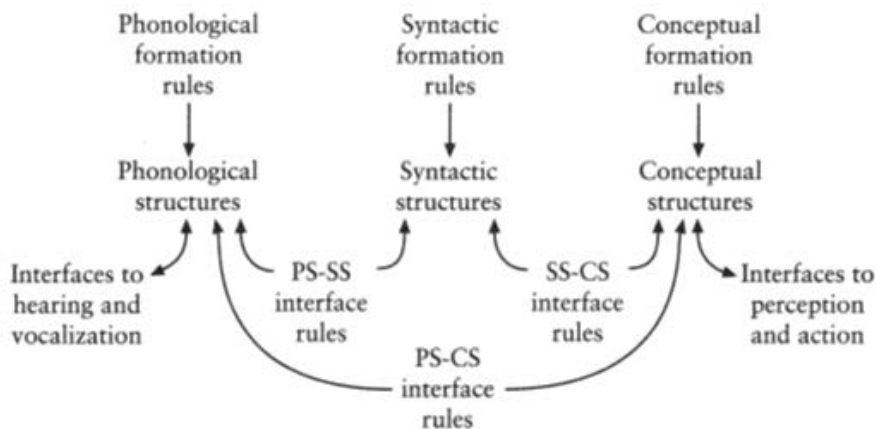 Phonological
formation
rules
Syntactic
formation
rules
Conceptual
formation
rules
Phonological
structures
Syntactic
structures
Conceptual
structures
Interfaces to
hearing and
vocalization
PS-SS
interface
rules
SS-CS
interface
rules
Interfaces to
perception
and action
PS-CS
interface
rules